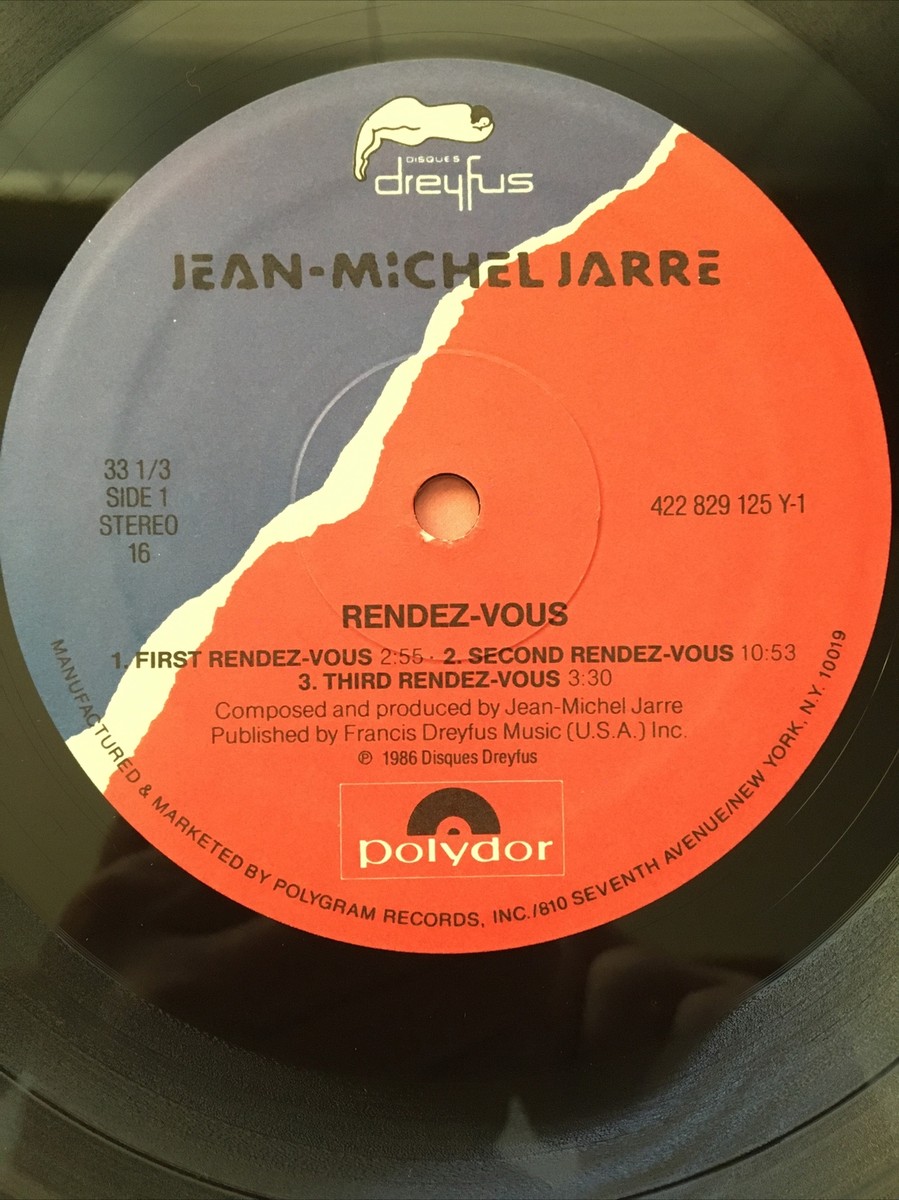 DISQUES
dreyfus
JEAN-MICHEL JARRE
33 1/3
SIDE 1
STEREO
16
422 829 125 Y-1
RENDEZ-VOUS
1. FIRST RENDEZ-VOUS 2:55 · 2. SECOND RENDEZ-VOUS 10:53
3. THIRD RENDEZ-VOUS 3:30
Composed and produced by Jean-Michel Jarre
Published by Francis Dreyfus Music (U.S.A.) Inc.
℗ 1986 Disques Dreyfus
polydor
MANUFACTURED & MARKETED BY POLYGRAM RECORDS, INC./810 SEVENTH AVENUE/NEW YORK, N.Y. 10019